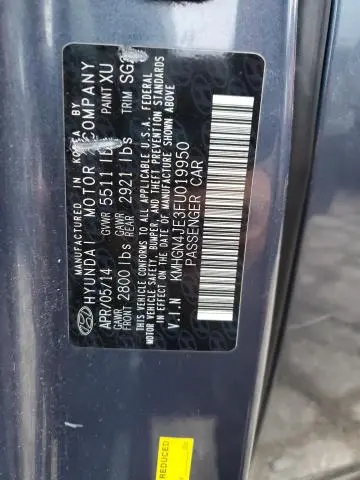 MANUFACTURED IN KOREA BY
HYUNDAI MOTOR COMPANY
APR/05/14 GVWR 5511 lbs PAINT XU
GAWR FRONT 2800 lbs GAWR REAR 2921 lbs TRIM SG2
THIS VEHICLE CONFORMS TO ALL APPLICABLE U.S.A. FEDERAL
MOTOR VEHICLE SAFETY, BUMPER, AND THEFT PREVENTION STANDARDS
IN EFFECT ON THE DATE OF MANUFACTURE SHOWN ABOVE
V.I.N KMHGN4JE3FU019950
PASSENGER CAR
REDUCED